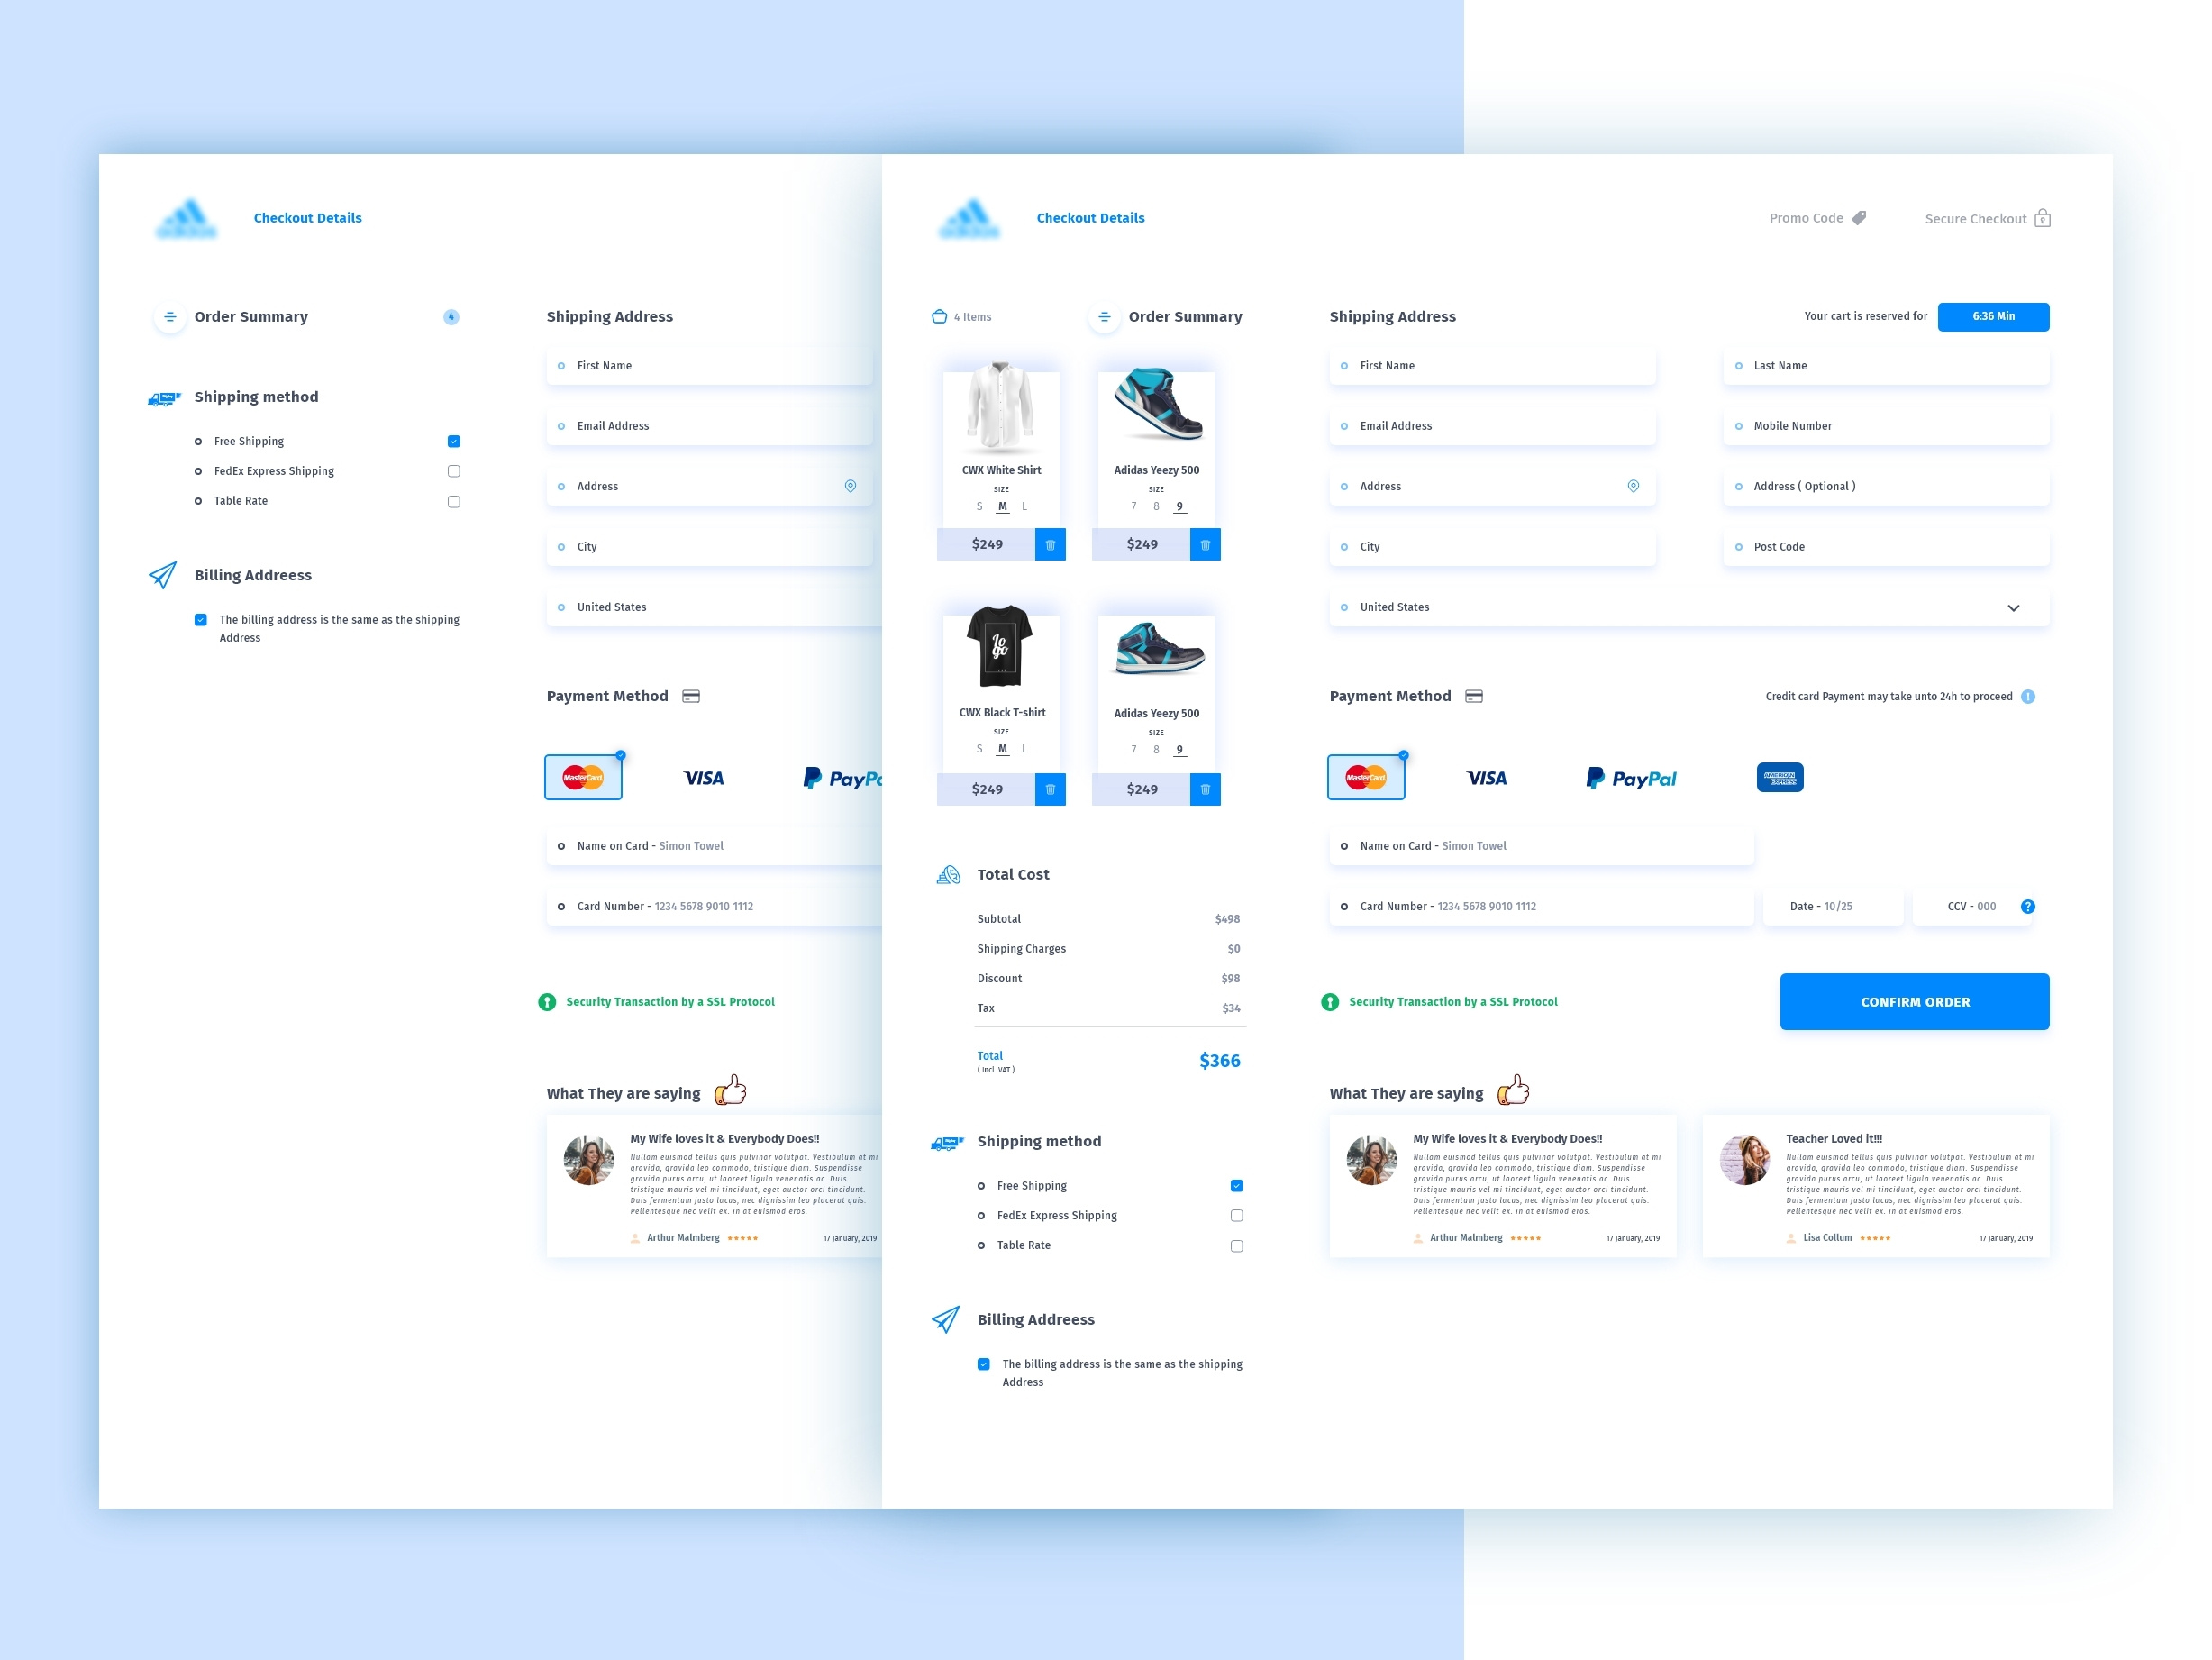 Checkout Details
Order Summary
4
Shipping method
Free Shipping
FedEx Express Shipping
Table Rate
Billing Addreess
The billing address is the same as the shipping
Address
Shipping Address
First Name
Email Address
Address
City
United States
Payment Method
MasterCard
VISA
PayPa
Name on Card - Simon Towel
Card Number - 1234 5678 9010 1112
Security Transaction by a SSL Protocol
What They are saying
My Wife loves it & Everybody Does!!
Nullam euismod tellus quis pulvinar volutpat. Vestibulum at mi
gravida, gravida leo commodo, tristique diam. Suspendisse
gravida purus arcu, ut laoreet ligula venenatis ac. Duis
tristique mauris vel mi tincidunt, eget auctor orci tincidunt.
Duis fermentum justo lacus, nec dignissim leo placerat quis.
Pellentesque nec velit ex. In at euismod eros.
Arthur Malmberg
17 January, 2019
Checkout Details
Promo Code
Secure Checkout
4 Items
Order Summary
CWX White Shirt
SIZE
S M L
$249
Adidas Yeezy 500
SIZE
7 8 9
$249
lo
go
CWX Black T-shirt
SIZE
S M L
$249
Adidas Yeezy 500
SIZE
7 8 9
$249
Total Cost
Subtotal $498
Shipping Charges $0
Discount $98
Tax $34
Total $366
( Incl. VAT )
Shipping method
Free Shipping
FedEx Express Shipping
Table Rate
Billing Addreess
The billing address is the same as the shipping
Address
Shipping Address
Your cart is reserved for 6:36 Min
First Name
Last Name
Email Address
Mobile Number
Address
Address ( Optional )
City
Post Code
United States
Payment Method
Credit card Payment may take unto 24h to proceed
MasterCard
VISA
PayPal
AMERICAN
EXPRESS
Name on Card - Simon Towel
Card Number - 1234 5678 9010 1112
Date - 10/25
CCV - 000
Security Transaction by a SSL Protocol
CONFIRM ORDER
What They are saying
My Wife loves it & Everybody Does!!
Nullam euismod tellus quis pulvinar volutpat. Vestibulum at mi
gravida, gravida leo commodo, tristique diam. Suspendisse
gravida purus arcu, ut laoreet ligula venenatis ac. Duis
tristique mauris vel mi tincidunt, eget auctor orci tincidunt.
Duis fermentum justo lacus, nec dignissim leo placerat quis.
Pellentesque nec velit ex. In at euismod eros.
Arthur Malmberg
17 January, 2019
Teacher Loved it!!!
Nullam euismod tellus quis pulvinar volutpat. Vestibulum at mi
gravida, gravida leo commodo, tristique diam. Suspendisse
gravida purus arcu, ut laoreet ligula venenatis ac. Duis
tristique mauris vel mi tincidunt, eget auctor orci tincidunt.
Duis fermentum justo lacus, nec dignissim leo placerat quis.
Pellentesque nec velit ex. In at euismod eros.
Lisa Collum
17 January, 2019